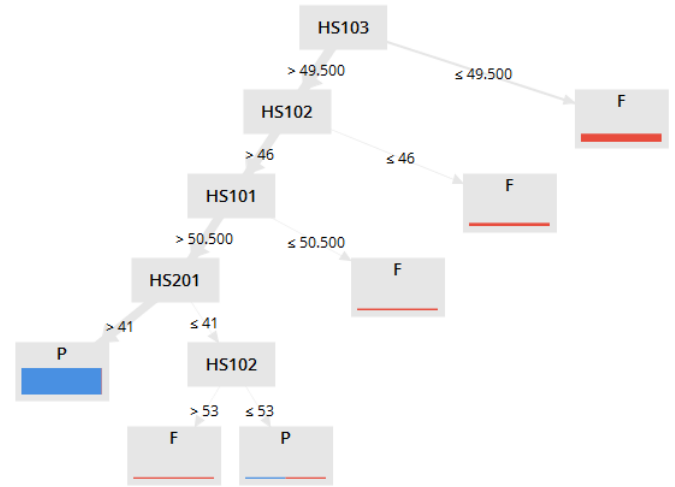 HS103
> 49.500
≤ 49.500
HS102
F
> 46
≤ 46
HS101
F
> 50.500
≤ 50.500
HS201
F
> 41
≤ 41
P
HS102
> 53
≤ 53
F
P